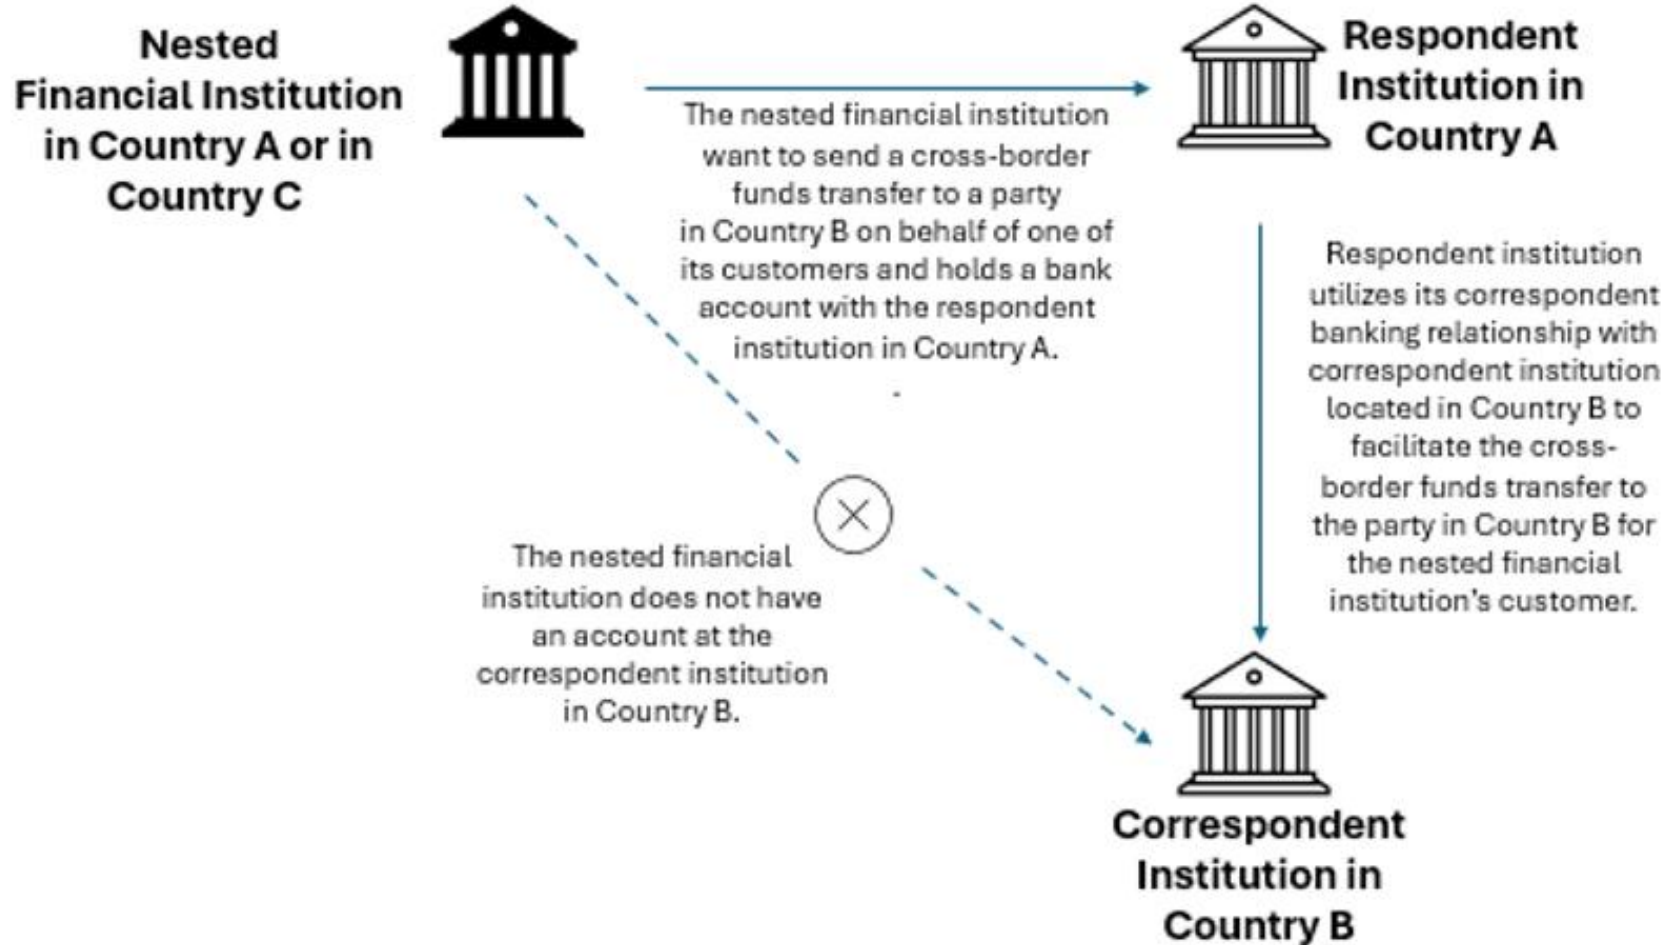 Nested
Financial Institution
in Country A or in
Country C
Respondent
Institution in
Country A
The nested financial institution
want to send a cross-border
funds transfer to a party
in Country B on behalf of one of
its customers and holds a bank
account with the respondent
institution in Country A.
.
Respondent institution
utilizes its correspondent
banking relationship with
correspondent institution
located in Country B to
facilitate the cross-
border funds transfer to
the party in Country B for
the nested financial
institution's customer.
The nested financial
institution does not have
an account at the
correspondent institution
in Country B.
Correspondent
Institution in
Country B